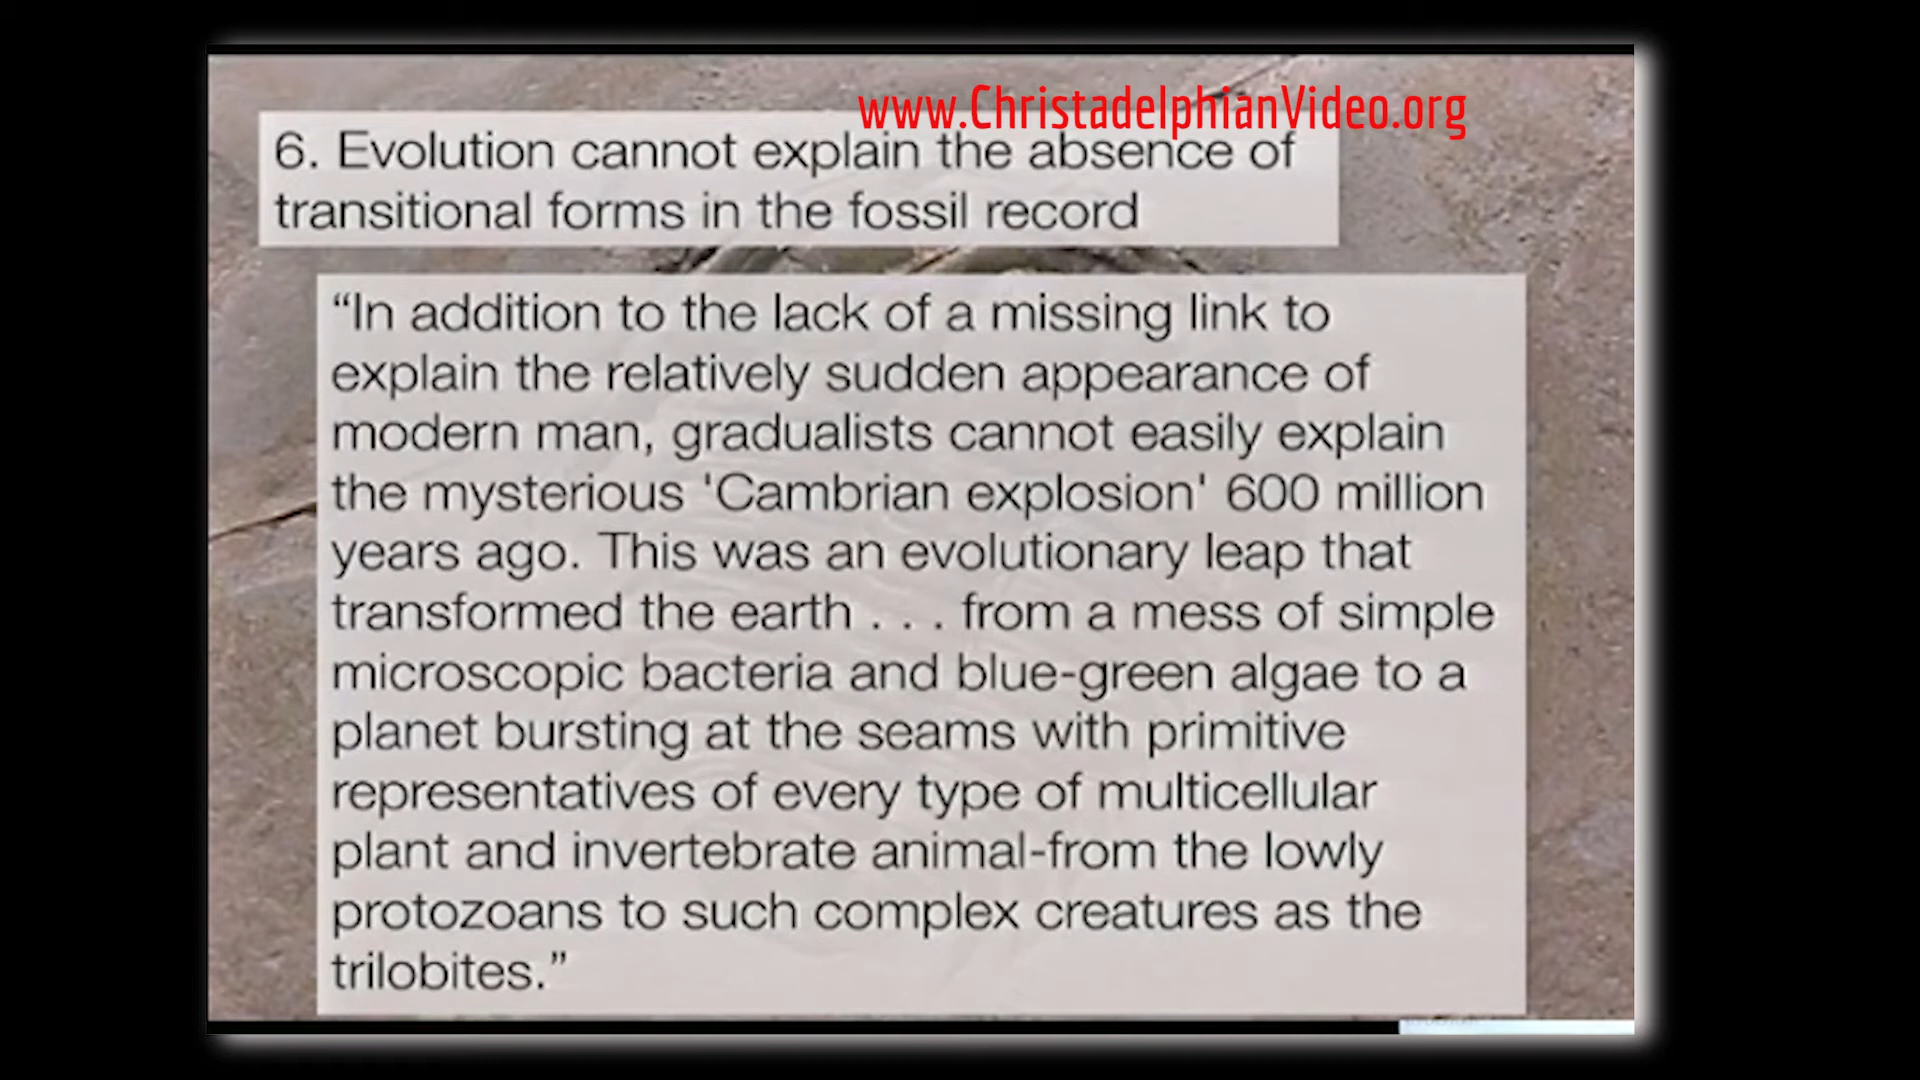 www.ChristadelphianVideo.org
6. Evolution cannot explain the absence of
transitional forms in the fossil record
“In addition to the lack of a missing link to
explain the relatively sudden appearance of
modern man, gradualists cannot easily explain
the mysterious 'Cambrian explosion' 600 million
years ago. This was an evolutionary leap that
transformed the earth . . . from a mess of simple
microscopic bacteria and blue-green algae to a
planet bursting at the seams with primitive
representatives of every type of multicellular
plant and invertebrate animal-from the lowly
protozoans to such complex creatures as the
trilobites.”